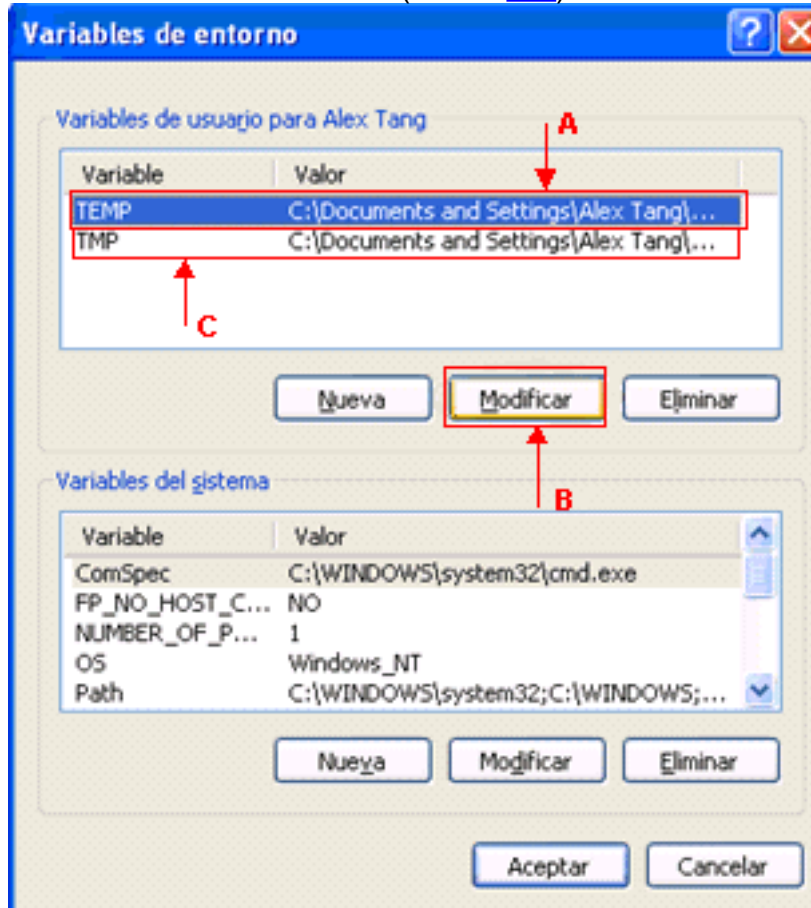 Variables de entorno
Variables de usuario para Alex Tang
A
Variable Valor
TEMP C:\Documents and Settings\Alex Tang\...
TMP C:\Documents and Settings\Alex Tang\...
C
Nueva Modificar Eliminar
B
Variables del sistema
Variable Valor
ComSpec C:\WINDOWS\system32\cmd.exe
FP_NO_HOST_C... NO
NUMBER_OF_P... 1
OS Windows_NT
Path C:\WINDOWS\system32;C:\WINDOWS;...
Nueva Modificar Eliminar
Aceptar Cancelar